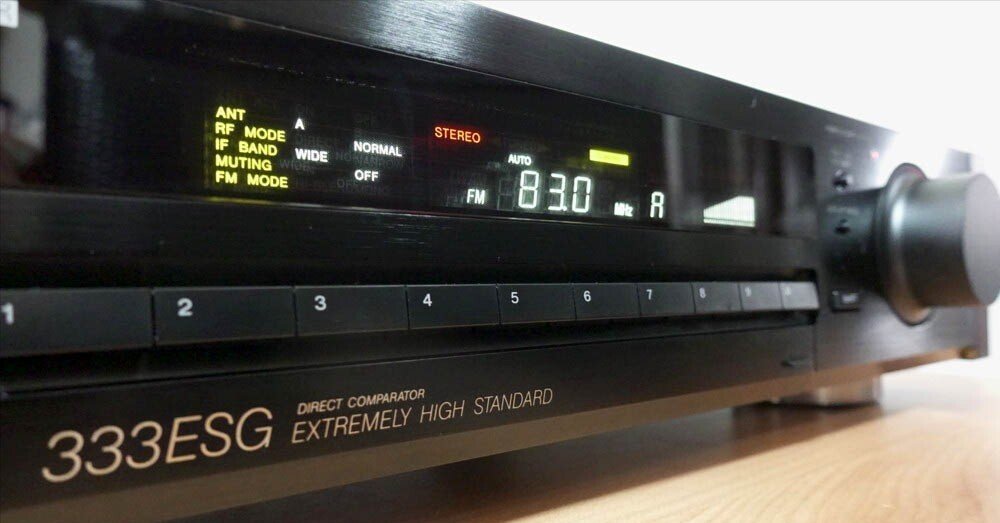 ANT A
RF MODE NORMAL
IF BAND WIDE
MUTING OFF
FM MODE
STEREO
AUTO
FM 83.0 MHz A
1 2 3 4 5 6 7 8 9
333ESG
DIRECT COMPARATOR
EXTREMELY HIGH STANDARD